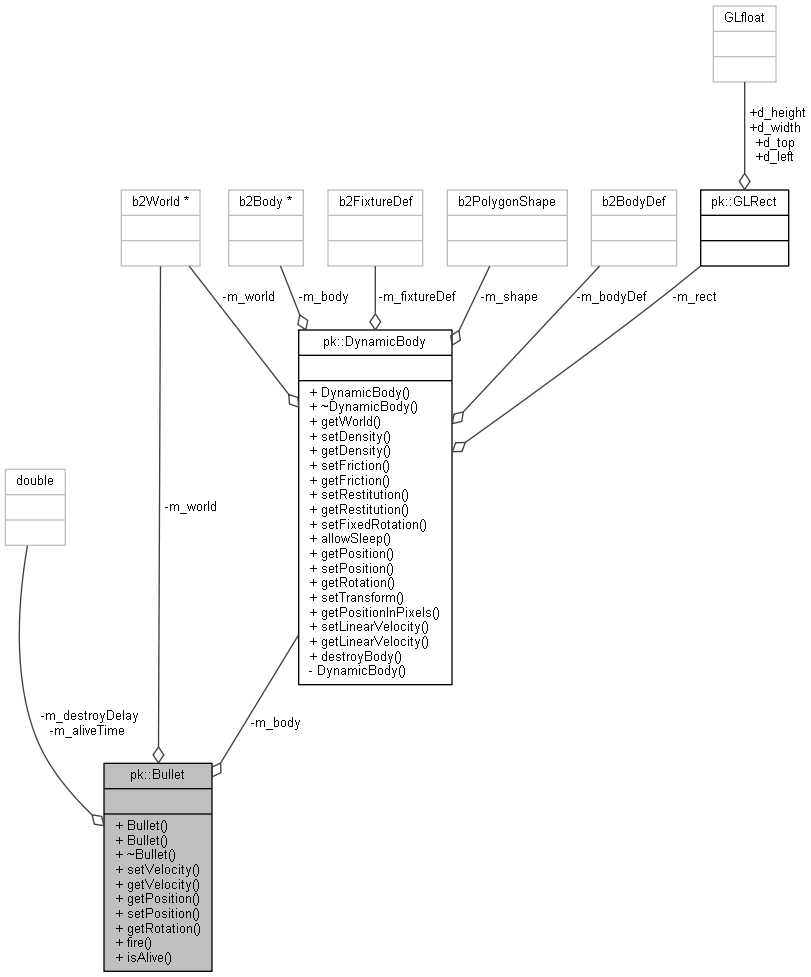 GLfloat
+d_height
+d_width
+d_top
+d_left
b2World *
b2Body *
b2FixtureDef
b2PolygonShape
b2BodyDef
pk::GLRect
-m_world
-m_body
-m_fixtureDef
-m_shape
-m_bodyDef
-m_rect
pk::DynamicBody
+ DynamicBody()
+ ~DynamicBody()
+ getWorld()
+ setDensity()
+ getDensity()
+ setFriction()
+ getFriction()
+ setRestitution()
+ getRestitution()
+ setFixedRotation()
+ allowSleep()
+ getPosition()
+ setPosition()
+ getRotation()
+ setTransform()
+ getPositionInPixels()
+ setLinearVelocity()
+ getLinearVelocity()
+ destroyBody()
- DynamicBody()
double
-m_world
-m_destroyDelay
-m_aliveTime
-m_body
pk::Bullet
+ Bullet()
+ Bullet()
+ ~Bullet()
+ setVelocity()
+ getVelocity()
+ getPosition()
+ setPosition()
+ getRotation()
+ fire()
+ isAlive()